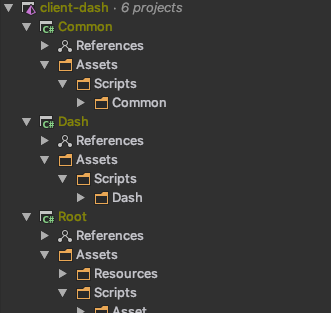 client-dash · 6 projects
C# Common
References
Assets
Scripts
Common
C# Dash
References
Assets
Scripts
Dash
C# Root
References
Assets
Resources
Scripts
Asset